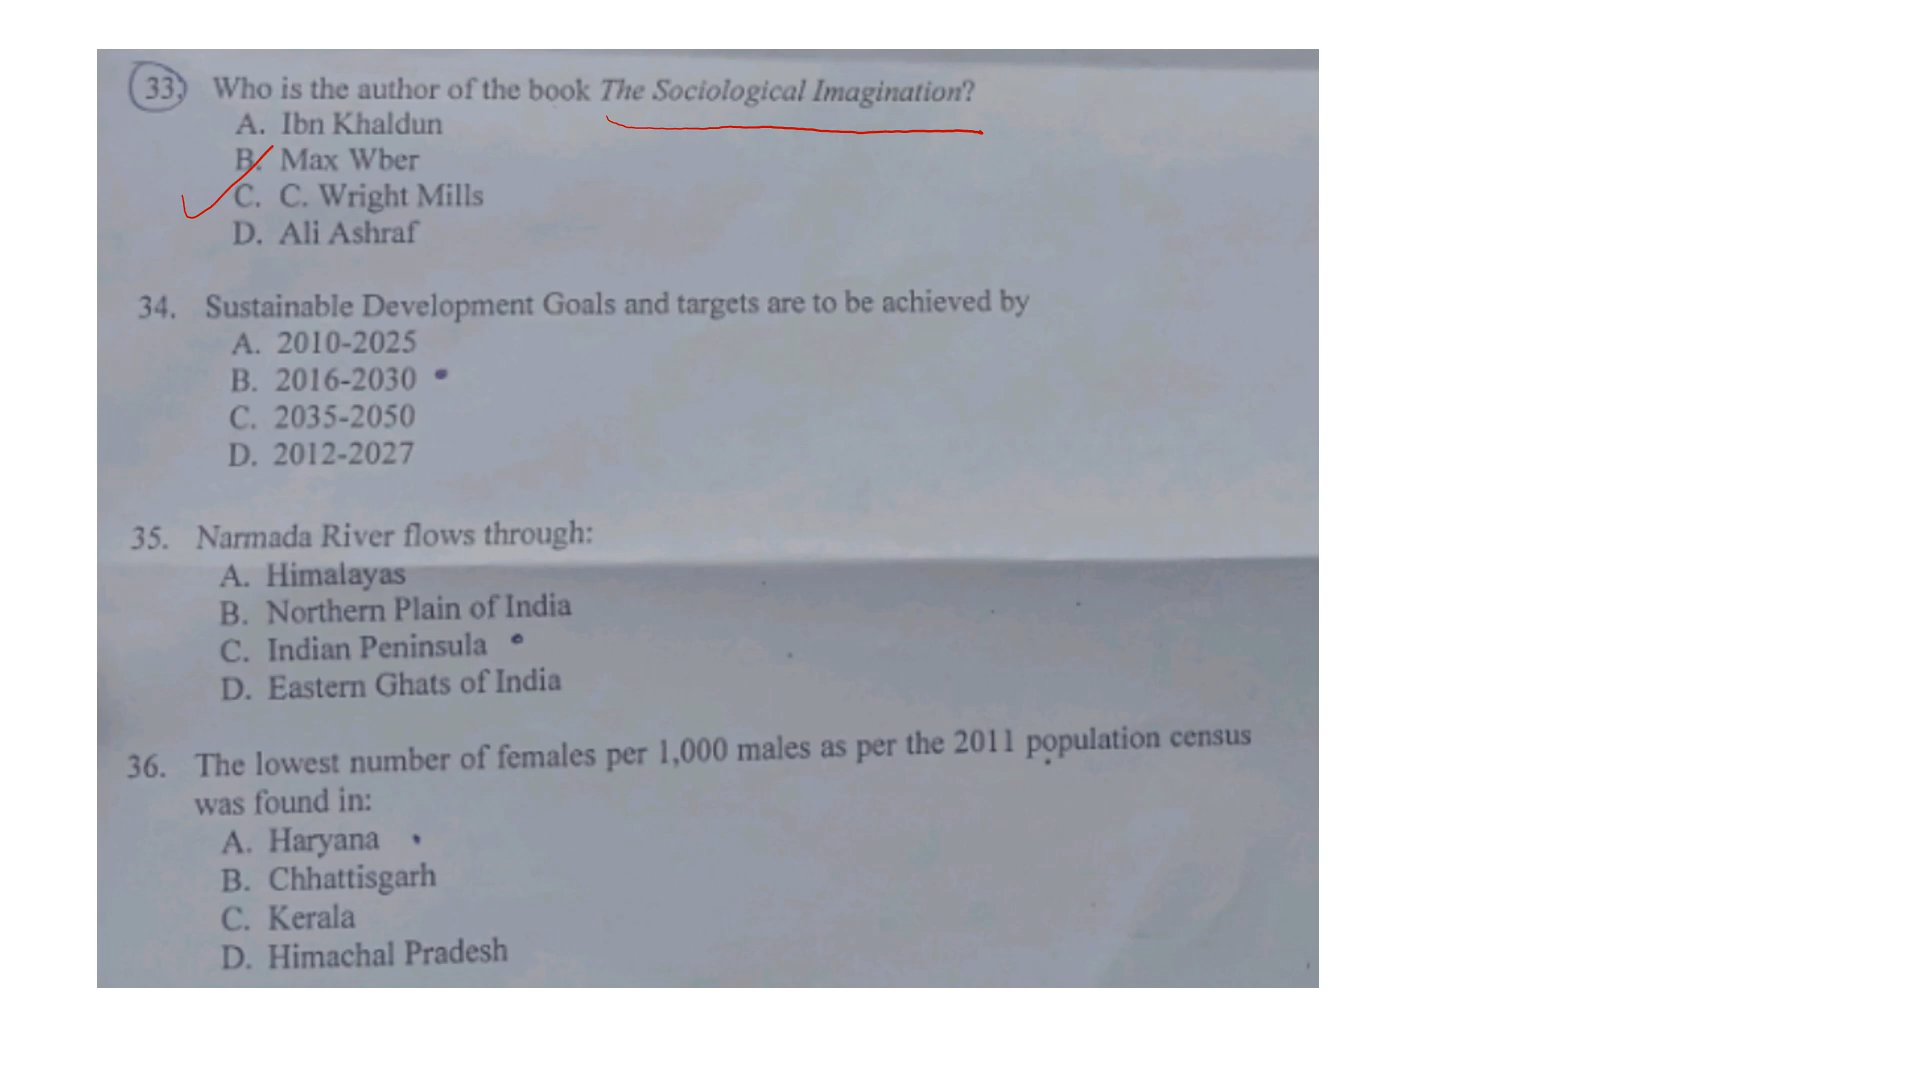 33. Who is the author of the book The Sociological Imagination?
A. Ibn Khaldun
B. Max Wber
C. C. Wright Mills
D. Ali Ashraf
34. Sustainable Development Goals and targets are to be achieved by
A. 2010-2025
B. 2016-2030
C. 2035-2050
D. 2012-2027
35. Narmada River flows through:
A. Himalayas
B. Northern Plain of India
C. Indian Peninsula
D. Eastern Ghats of India
36. The lowest number of females per 1,000 males as per the 2011 population census
was found in:
A. Haryana
B. Chhattisgarh
C. Kerala
D. Himachal Pradesh